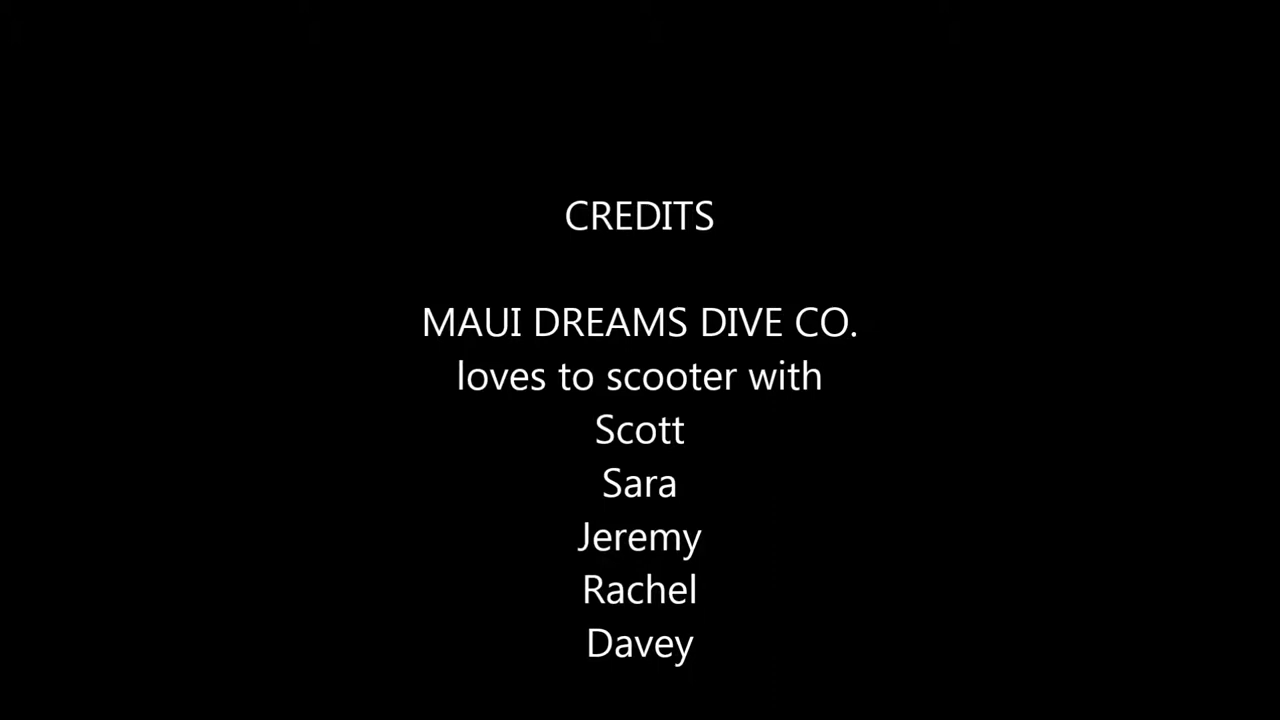 CREDITS
MAUI DREAMS DIVE CO.
loves to scooter with
Scott
Sara
Jeremy
Rachel
Davey